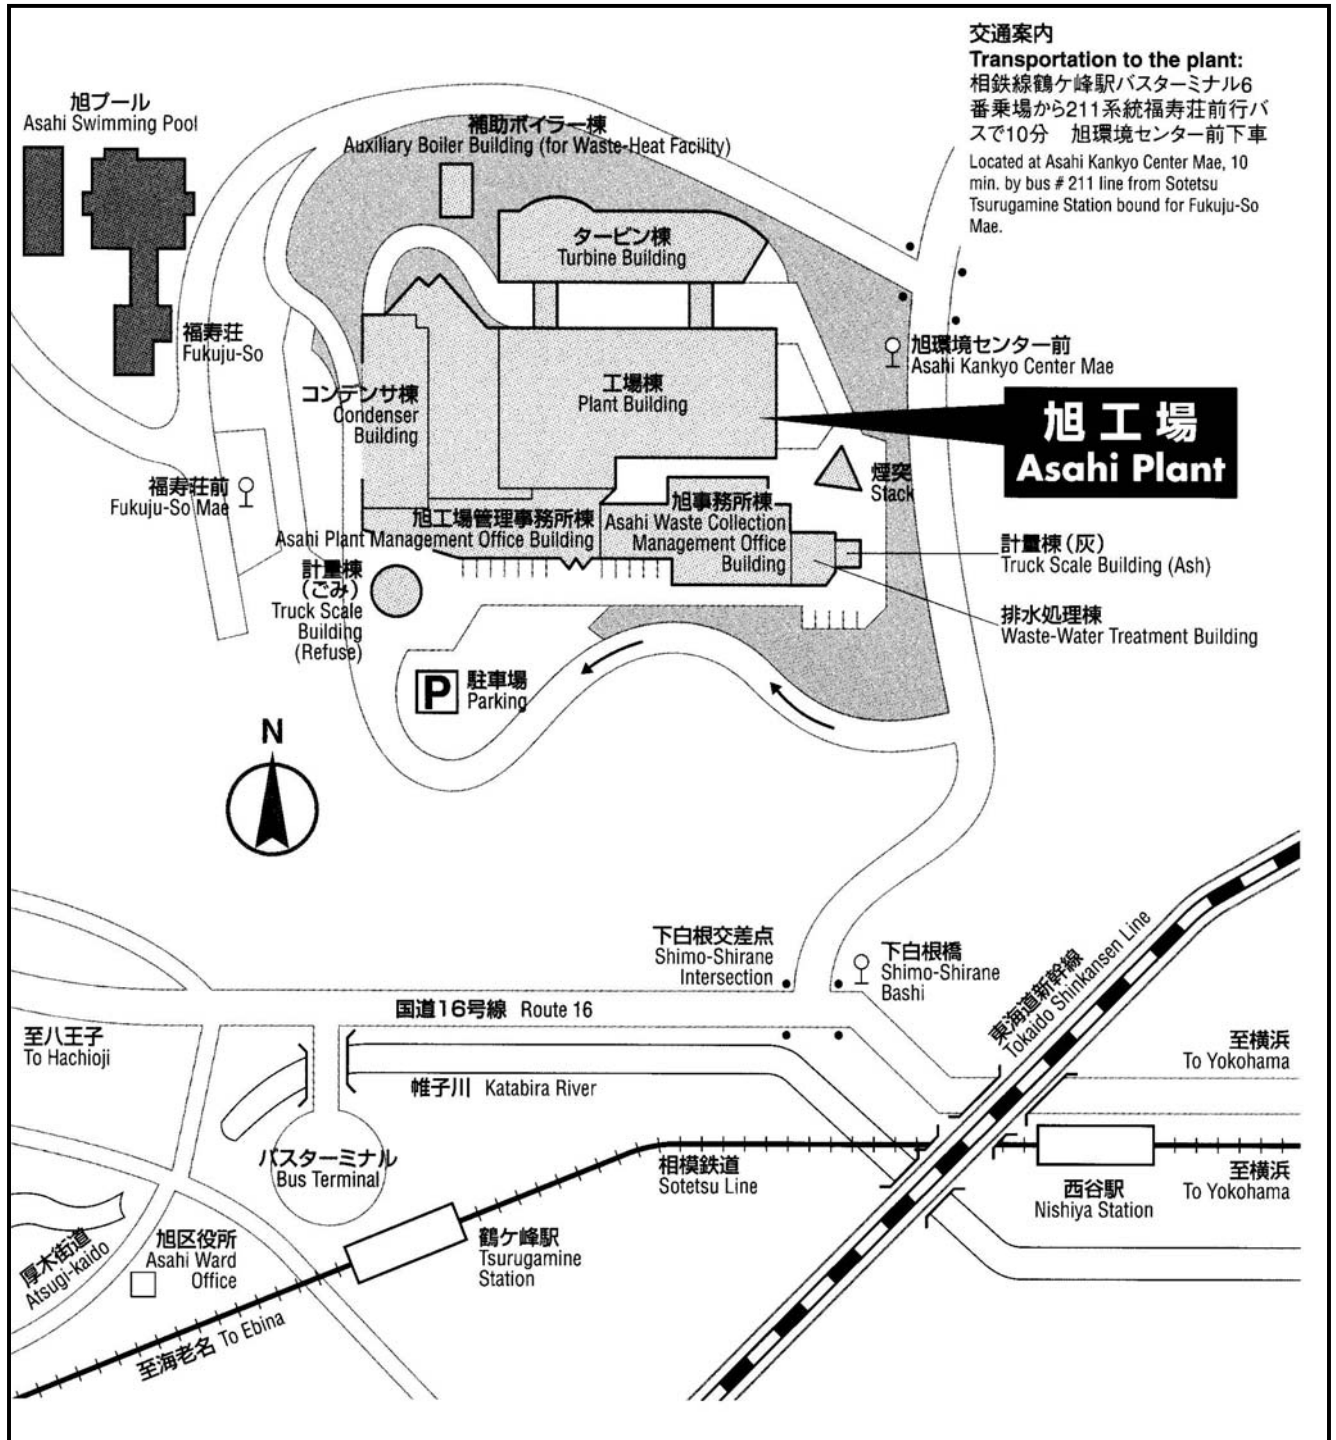 交通案内
Transportation to the plant:
相鉄線鶴ケ峰駅バスターミナル6
番乗場から211系統福寿荘前行バ
スで10分　旭環境センター前下車
Located at Asahi Kankyo Center Mae, 10
min. by bus # 211 line from Sotetsu
Tsurugamine Station bound for Fukuju-So
Mae.
旭プール
Asahi Swimming Pool
補助ボイラー棟
Auxiliary Boiler Building (for Waste-Heat Facility)
タービン棟
Turbine Building
福寿荘
Fukuju-So
旭環境センター前
Asahi Kankyo Center Mae
コンデンサ棟
Condenser
Building
工場棟
Plant Building
旭工場
Asahi Plant
煙突
Stack
福寿荘前
Fukuju-So Mae
旭工場管理事務所棟
Asahi Plant Management Office Building
旭事務所棟
Asahi Waste Collection
Management Office
Building
計量棟（灰）
Truck Scale Building (Ash)
計量棟
（ごみ）
Truck Scale
Building
(Refuse)
排水処理棟
Waste-Water Treatment Building
P
駐車場
Parking
N
下白根交差点
Shimo-Shirane
Intersection
下白根橋
Shimo-Shirane
Bashi
東海道新幹線
Tokaido Shinkansen Line
国道16号線 Route 16
至八王子
To Hachioji
至横浜
To Yokohama
帷子川 Katabira River
バスターミナル
Bus Terminal
相模鉄道
Sotetsu Line
西谷駅
Nishiya Station
至横浜
To Yokohama
厚木街道
Atsugi-kaido
旭区役所
Asahi Ward
Office
鶴ケ峰駅
Tsurugamine
Station
至海老名 To Ebina